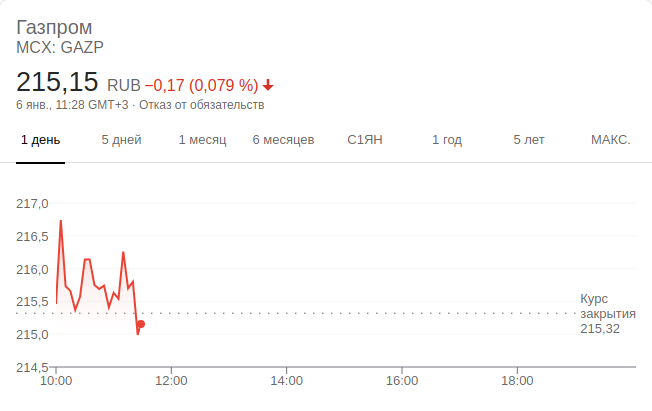 Газпром
MCX: GAZP
215,15 RUB −0,17 (0,079 %)
6 янв., 11:28 GMT+3 · Отказ от обязательств
1 день 5 дней 1 месяц 6 месяцев С1ЯН 1 год 5 лет МАКС.
217,0
216,5
216,0
215,5
215,0
214,5
Курс
закрытия
215,32
10:00 12:00 14:00 16:00 18:00